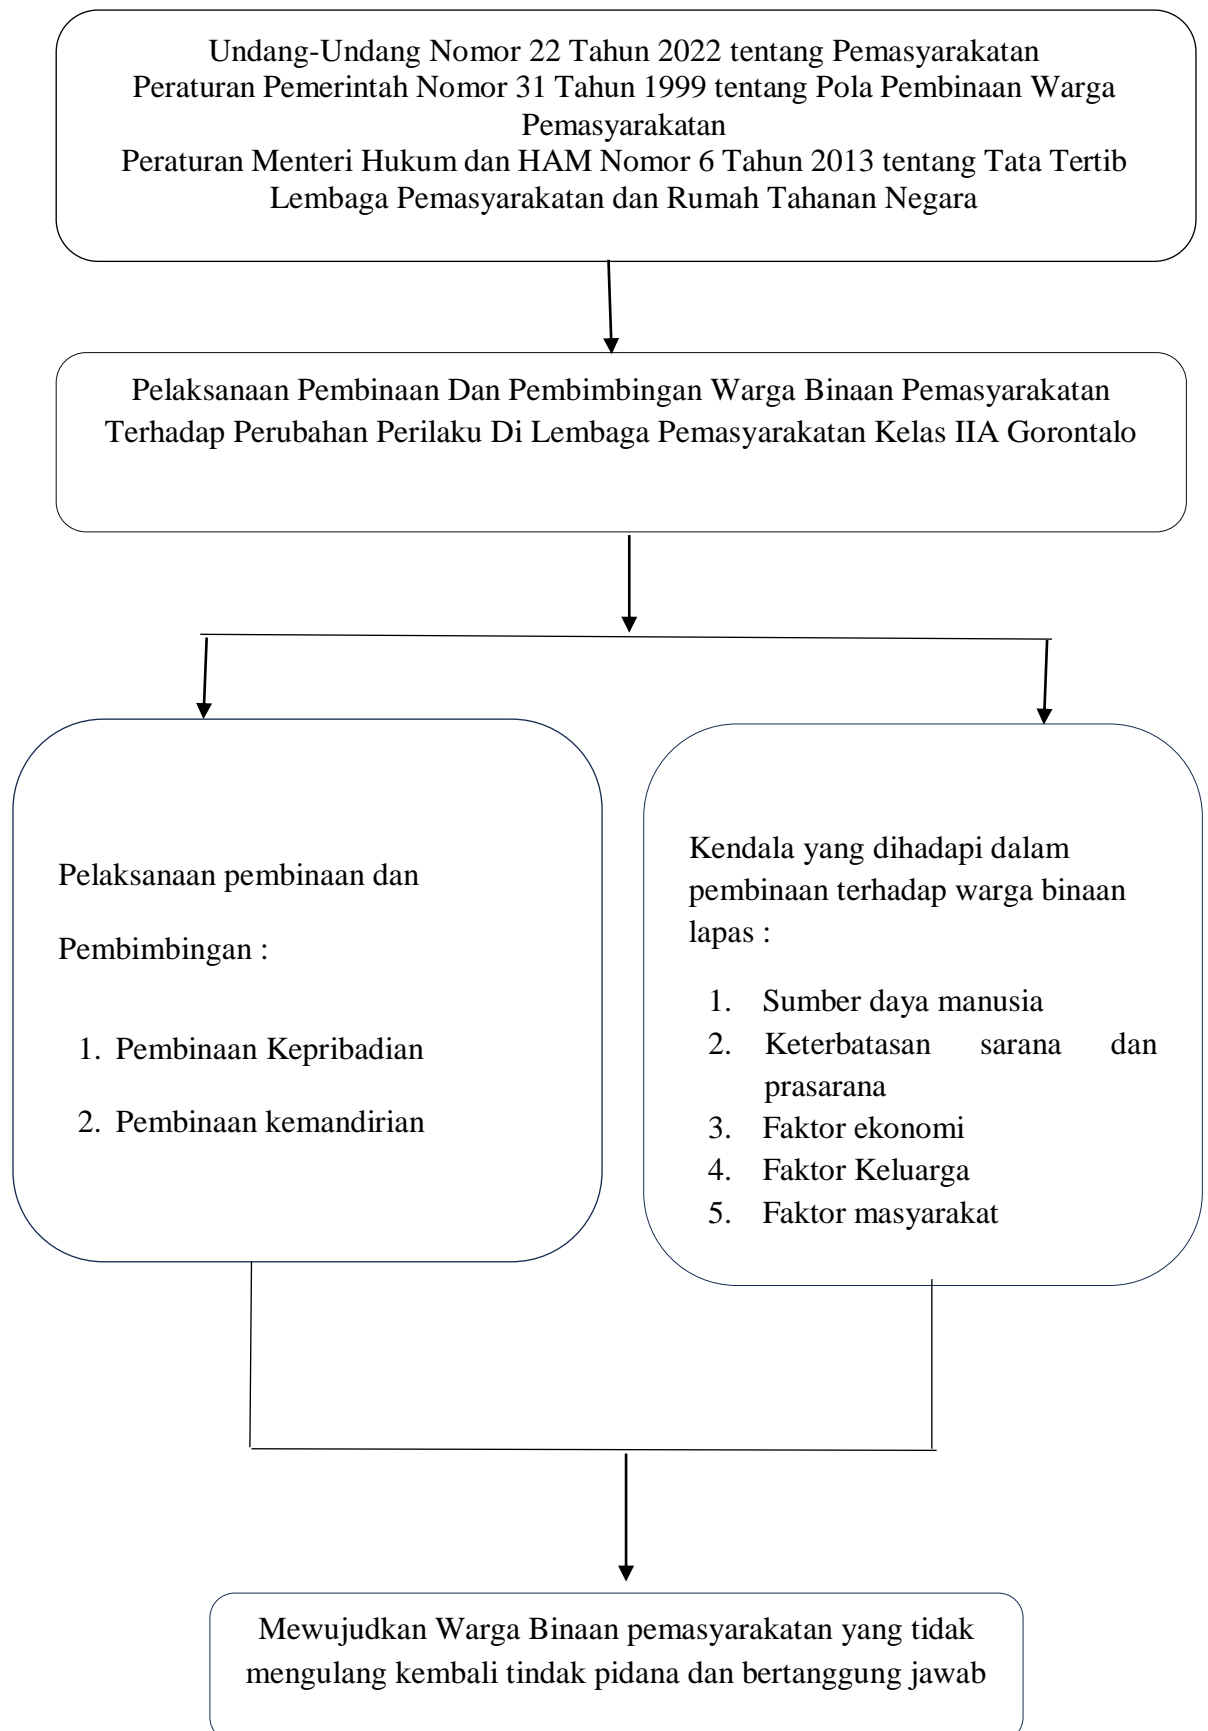 Undang-Undang Nomor 22 Tahun 2022 tentang Pemasyarakatan
Peraturan Pemerintah Nomor 31 Tahun 1999 tentang Pola Pembinaan Warga
Pemasyarakatan
Peraturan Menteri Hukum dan HAM Nomor 6 Tahun 2013 tentang Tata Tertib
Lembaga Pemasyarakatan dan Rumah Tahanan Negara
Pelaksanaan Pembinaan Dan Pembimbingan Warga Binaan Pemasyarakatan
Terhadap Perubahan Perilaku Di Lembaga Pemasyarakatan Kelas IIA Gorontalo
Pelaksanaan pembinaan dan
Pembimbingan :
1. Pembinaan Kepribadian
2. Pembinaan kemandirian
Kendala yang dihadapi dalam
pembinaan terhadap warga binaan
lapas :
1. Sumber daya manusia
2. Keterbatasan sarana dan
prasarana
3. Faktor ekonomi
4. Faktor Keluarga
5. Faktor masyarakat
Mewujudkan Warga Binaan pemasyarakatan yang tidak
mengulang kembali tindak pidana dan bertanggung jawab